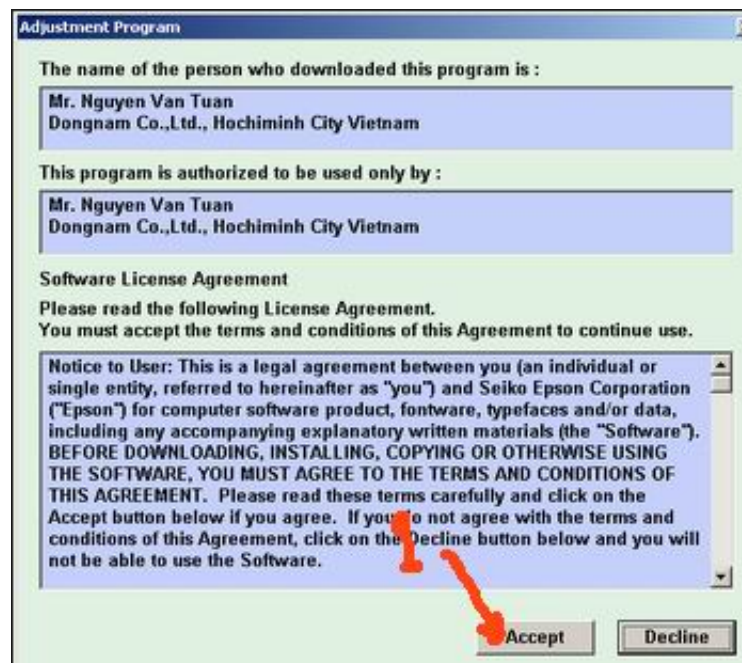 Adjustment Program
The name of the person who downloaded this program is :
Mr. Nguyen Van Tuan
Dongnam Co.,Ltd., Hochiminh City Vietnam
This program is authorized to be used only by :
Mr. Nguyen Van Tuan
Dongnam Co.,Ltd., Hochiminh City Vietnam
Software License Agreement
Please read the following License Agreement.
You must accept the terms and conditions of this Agreement to continue use.
Notice to User: This is a legal agreement between you (an individual or
single entity, referred to hereinafter as "you") and Seiko Epson Corporation
("Epson") for computer software product, fontware, typefaces and/or data,
including any accompanying explanatory written materials (the "Software").
BEFORE DOWNLOADING, INSTALLING, COPYING OR OTHERWISE USING
THE SOFTWARE, YOU MUST AGREE TO THE TERMS AND CONDITIONS OF
THIS AGREEMENT. Please read these terms carefully and click on the
Accept button below if you agree. If you do not agree with the terms and
conditions of this Agreement, click on the Decline button below and you will
not be able to use the Software.
1
Accept Decline